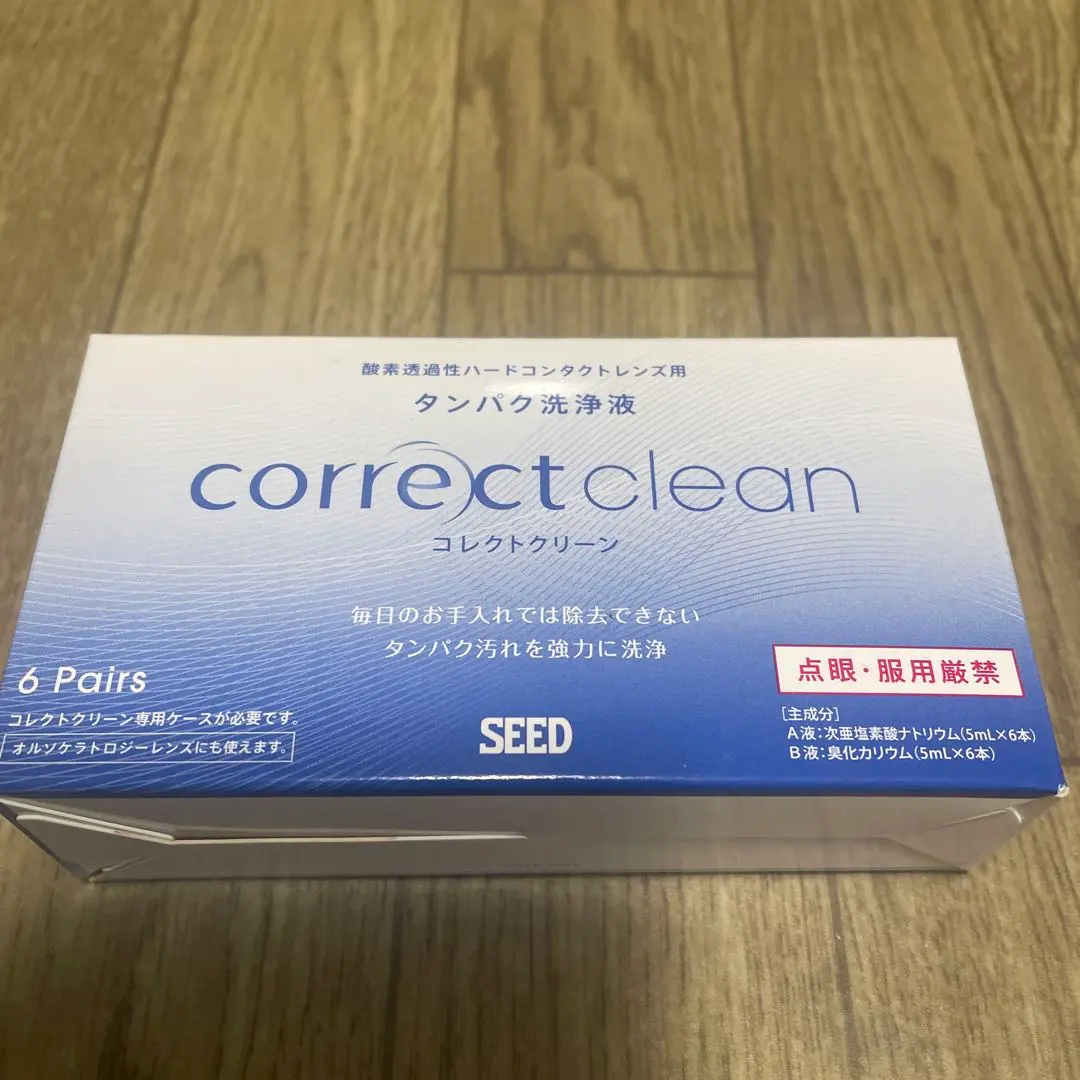 酸素透過性ハードコンタクトレンズ用
タンパク洗浄液
correctclean
コレクトクリーン
毎日のお手入れでは除去できない
タンパク汚れを強力に洗浄
6 Pairs
コレクトクリーン専用ケースが必要です。
オルソケラトロジーレンズにも使えます。
SEED
点眼・服用厳禁
[主成分]
A液:次亜塩素酸ナトリウム(5mL×6本)
B液:臭化カリウム(5mL×6本)